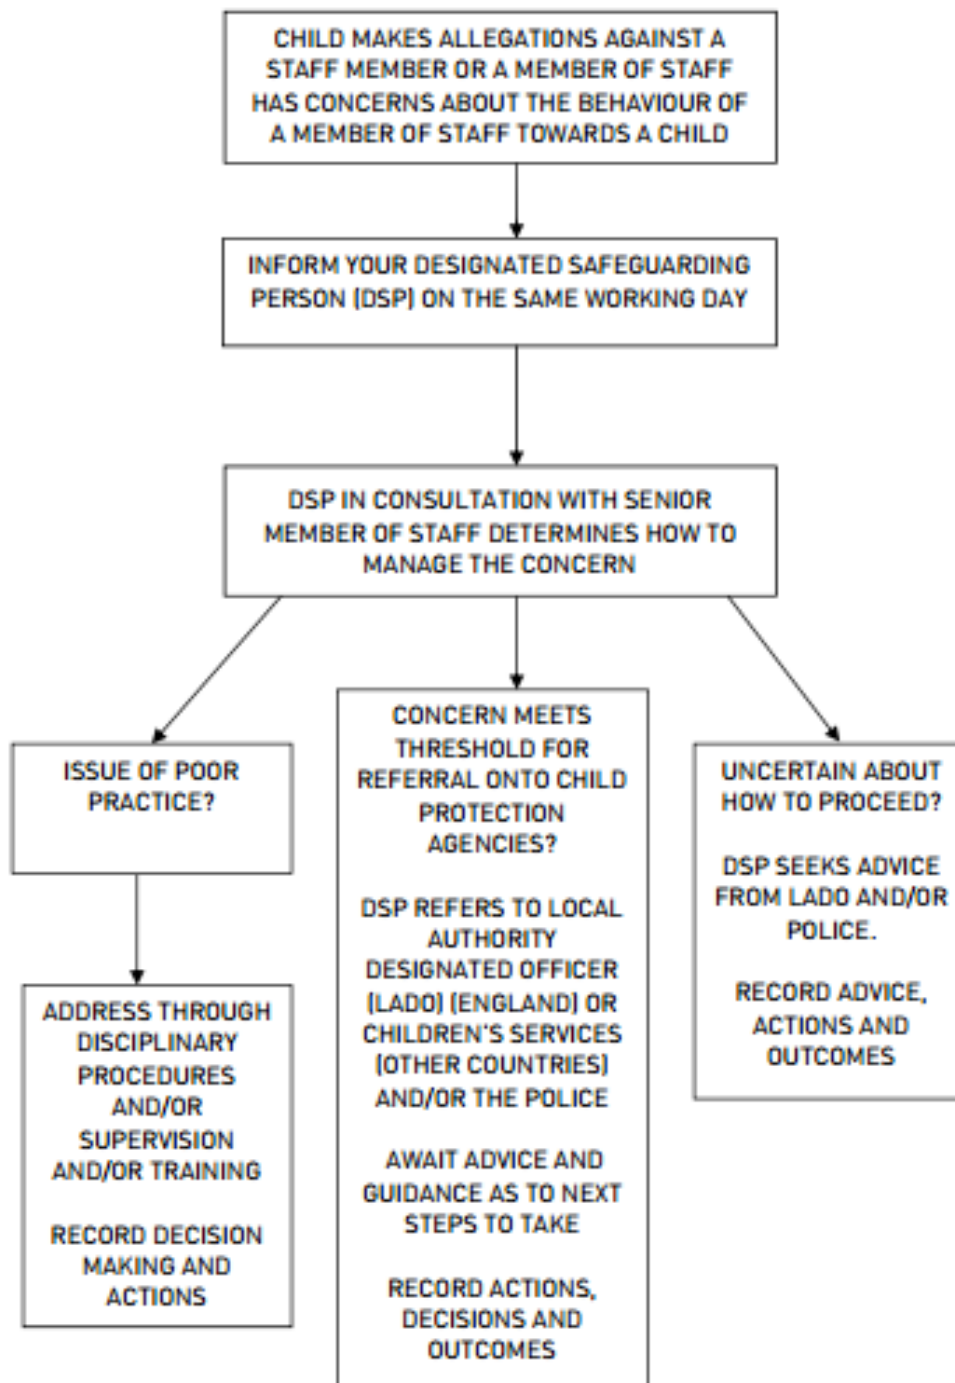 CHILD MAKES ALLEGATIONS AGAINST A
STAFF MEMBER OR A MEMBER OF STAFF
HAS CONCERNS ABOUT THE BEHAVIOUR OF
A MEMBER OF STAFF TOWARDS A CHILD
INFORM YOUR DESIGNATED SAFEGUARDING
PERSON (DSP) ON THE SAME WORKING DAY
DSP IN CONSULTATION WITH SENIOR
MEMBER OF STAFF DETERMINES HOW TO
MANAGE THE CONCERN
ISSUE OF POOR
PRACTICE?
ADDRESS THROUGH
DISCIPLINARY
PROCEDURES
AND/OR
SUPERVISION
AND/OR TRAINING
RECORD DECISION
MAKING AND
ACTIONS
CONCERN MEETS
THRESHOLD FOR
REFERRAL ONTO CHILD
PROTECTION
AGENCIES?
DSP REFERS TO LOCAL
AUTHORITY
DESIGNATED OFFICER
(LADO) (ENGLAND) OR
CHILDREN'S SERVICES
(OTHER COUNTRIES)
AND/OR THE POLICE
AWAIT ADVICE AND
GUIDANCE AS TO NEXT
STEPS TO TAKE
RECORD ACTIONS,
DECISIONS AND
OUTCOMES
UNCERTAIN ABOUT
HOW TO PROCEED?
DSP SEEKS ADVICE
FROM LADO AND/OR
POLICE.
RECORD ADVICE,
ACTIONS AND
OUTCOMES